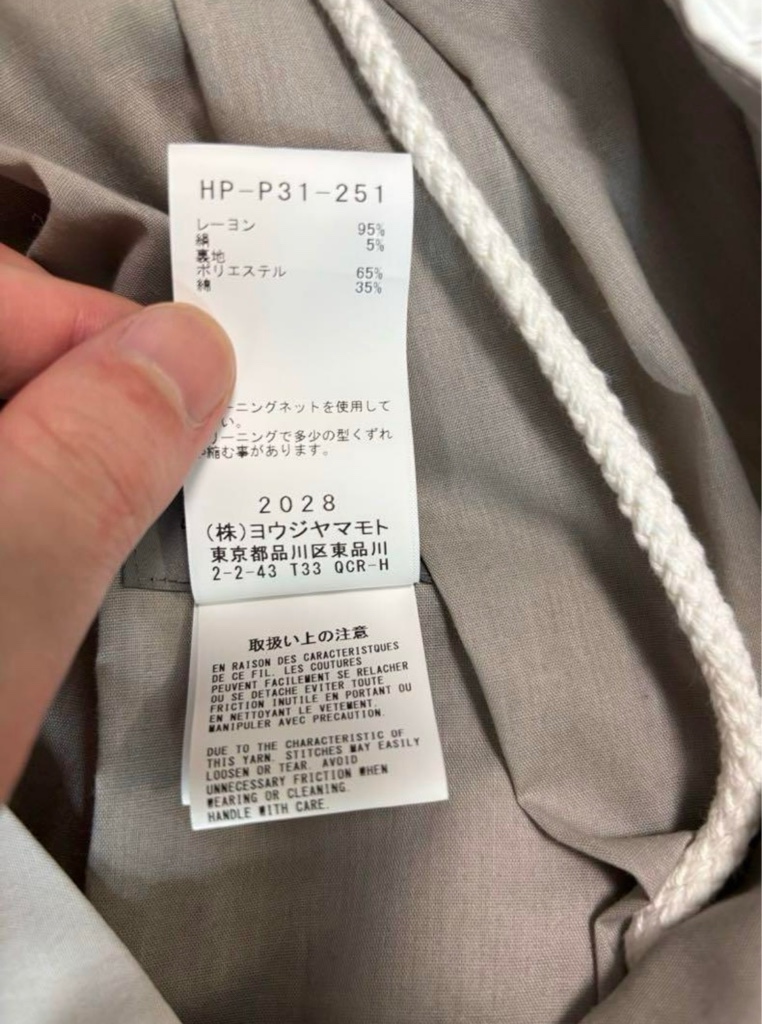 HP-P31-251
レーヨン 95%
絹 5%
裏地
ポリエステル 65%
綿 35%
ーニングネットを使用して
い。
リーニングで多少の型くずれ
縮む事があります。
2028
(株)ヨウジヤマモト
東京都品川区東品川
2-2-43 T33 QCR-H
取扱い上の注意
EN RAISON DES CARACTERISTQUES
DE CE FIL. LES COUTURES
PEUVENT FACILEMENT SE RELACHER
OU SE DETACHE EVITER TOUTE
FRICTION INUTILE EN PORTANT OU
EN NETTOYANT LE VETEMENT.
MANIPULER AVEC PRECAUTION.
DUE TO THE CHARACTERISTIC OF
THIS YARN. STITCHES MAY EASILY
LOOSEN OR TEAR. AVOID
UNNECESSARY FRICTION WHEN
WEARING OR CLEANING.
HANDLE WITH CARE.